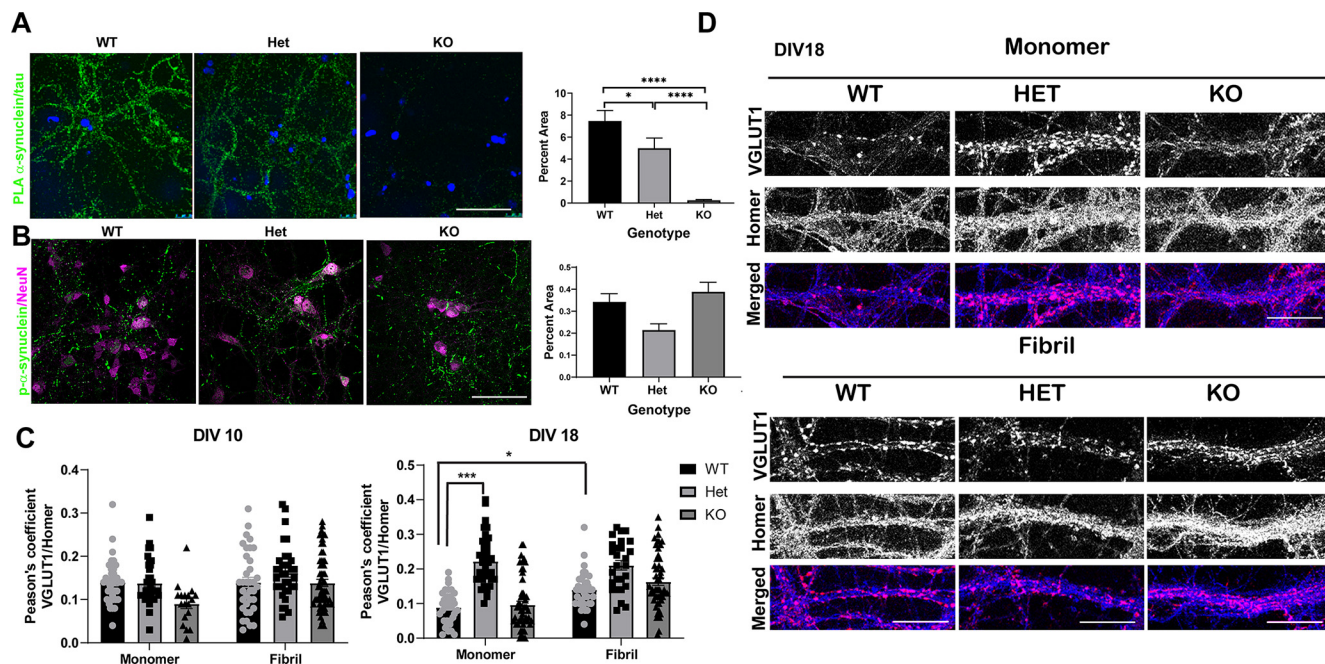 A
WT Het KO
PLA α-synuclein/tau
**** 
* ****
Percent Area
10
8
6
4
2
0
WT Het KO
Genotype
B
WT Het KO
p-α-synuclein/NeuN
Percent Area
0.5
0.4
0.3
0.2
0.1
0.0
WT Het KO
Genotype
C
DIV 10
Peason's coefficient
VGLUT1/Homer
0.4
0.3
0.2
0.1
0.0
Monomer Fibril
DIV 18
Peason's coefficient
VGLUT1/Homer
0.5
0.4
0.3
0.2
0.1
0.0
*
***
Monomer Fibril
WT
Het
KO
D
DIV18
Monomer
WT HET KO
VGLUT1
Homer
Merged
Fibril
WT HET KO
VGLUT1
Homer
Merged